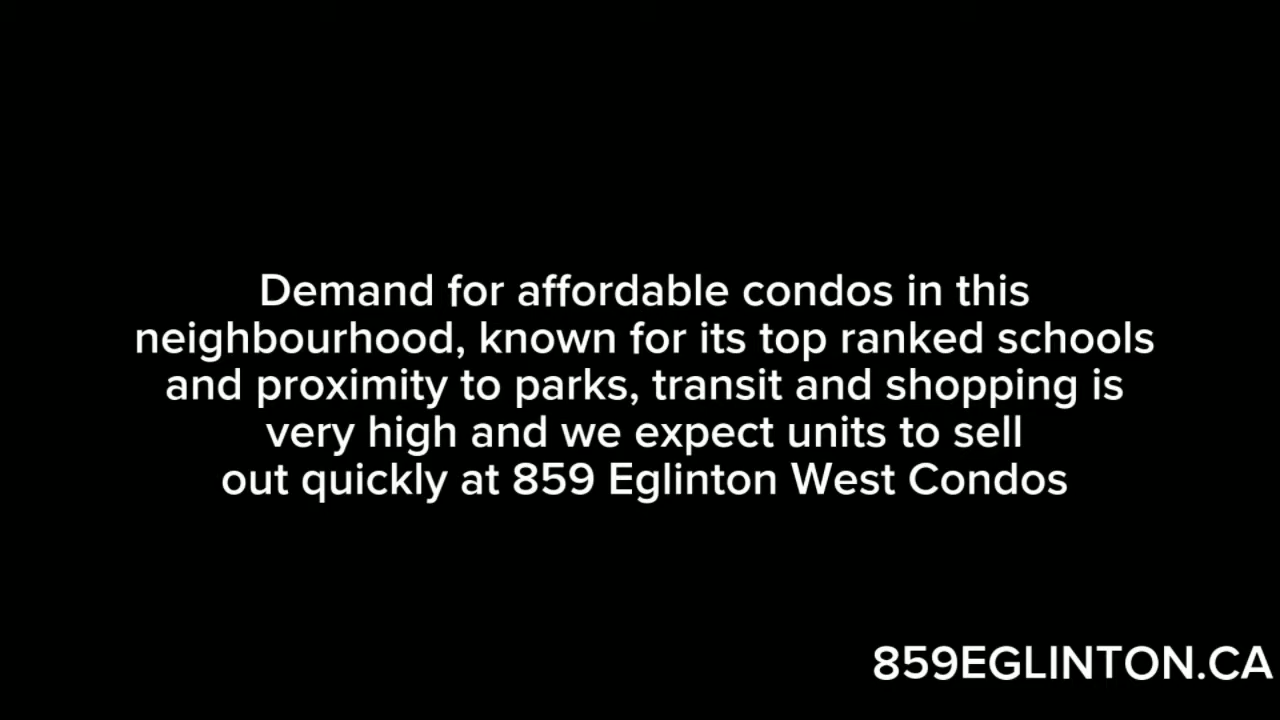 Demand for affordable condos in this
neighbourhood, known for its top ranked schools
and proximity to parks, transit and shopping is
very high and we expect units to sell
out quickly at 859 Eglinton West Condos
859EGLINTON.CA